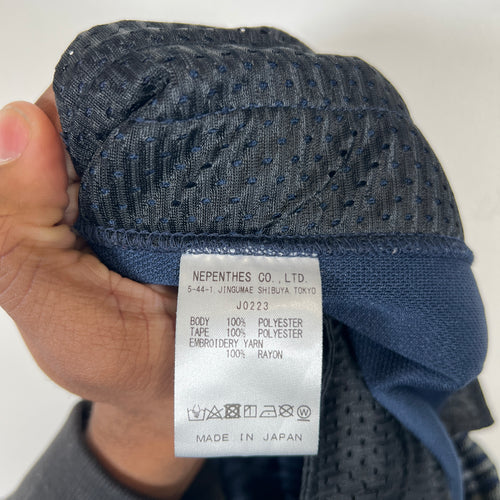 NEPENTHES CO.,LTD.
5-44-1, JINGUMAE SHIBUYA, TOKYO
J0223
BODY 100% POLYESTER
TAPE 100% POLYESTER
EMBROIDERY YARN
100% RAYON
MADE IN JAPAN